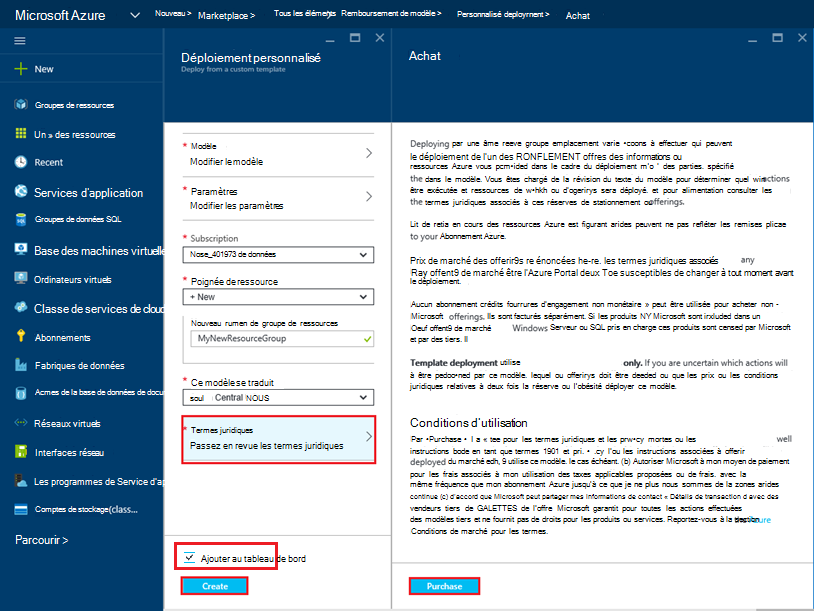 Microsoft Azure
Nouveau > Marketplace > Tous les éléments Remboursement de modèle > Personnalisé deployrnent > Achat
New
Groupes de ressources
Un » des ressources
Recent
Services d'application
Groupes de données SQL
Base des machines virtuelle
Ordinateurs virtuels
Classe de services de cloud
Abonnements
Fabriques de données
Acmes de la base de données de docu
Réseaux virtuels
Interfaces réseau
Les programmes de Service d'a
Comptes de stockage(class...
Parcourir >
Déploiement personnalisé
Deploy from a custom template
* Modèle
Modifier le modèle
* Paramètres
Modifier les paramètres
* Subscription
Nose_401973 de données
* Poignée de ressource
+ New
Nouveau rumen de groupe de ressources
MyNewResourceGroup
* Ce modèle se traduit
soul Central NOUS
* Termes juridiques
Passez en revue les termes juridiques
Ajouter au tableau de bord
Create
Achat
Deploying par une âme reeve groupe emplacement varie •coons à effectuer qui peuvent
le déploiement de l'un des RONFLEMENT offres des informations ou
ressources Azure vous pcm•ided dans le cadre du déploiement m'o " des parties. spécifié
the dans le modèle. Vous êtes chargé de la révision du texte du modèle pour déterminer quel actions
être exécutée et ressources de w•hkh ou d'ogerirys sera déployé. et pour alimentation consulter les
the termes juridiques associés à ces réserves de stationnement ou offerings.
Lit de retia en cours des ressources Azure est figurant arides peuvent ne pas refléter les remises plicae
to your Abonnement Azure.
Prix de marché des offerir9s re énoncées he-re. les termes juridiques associés any
Ray offent9 de marché être l'Azure Portal deux Toe susceptibles de changer à tout moment avant
le déploiement.
Aucun abonnement crédits fourrures d'engagement non monétaire » peut être utilisée pour acheter non -
Microsoft offerings. Ils sont facturés séparément. Si les produits NY Microsoft sont irxluded dans un
Oeuf offent9 de marché Windows Serveur ou SQL pris en charge ces produits sont censed par Microsoft
et par des tiers. Il
Template deployment utilise only. If you are uncertain which actions will
à être pedoo•ned par ce modèle. lequel ou offerirys doit être deeded ou que les prix ou les conditions
juridiques relatives à deux fois la réserve ou l'obésité déployer ce modèle.
Conditions d'utilisation
Par •Purchase • I a « tee pour les termes juridiques et les prw•cy mortes ou les well
instructions bode en tant que termes 1901 et pri. • .cy l'ou les instructions associées à offerir
deployed du marché edh, 9 utilise ce modèle. le cas échéant. (b) Autoriser Microsoft à mon moyen de paiement
pour les frais associés à mon utilisation des taxes applicables proposées ou de frais. avec la
même fréquence que mon abonnement Azure jusqu'à ce que je ne plus nous sommes de la zones arides
continue (c) d'accord que Microsoft peut partager mes informations de contact « Détails de transaction d avec des
vendeurs tiers de GALETTES de l'offre Microsoft garantit pour toutes les actions effectuées
des modèles tiers et ne fournit pas de droits pour les produits ou services. Reportez-vous à la
Conditions de marché pour les termes.
Purchase